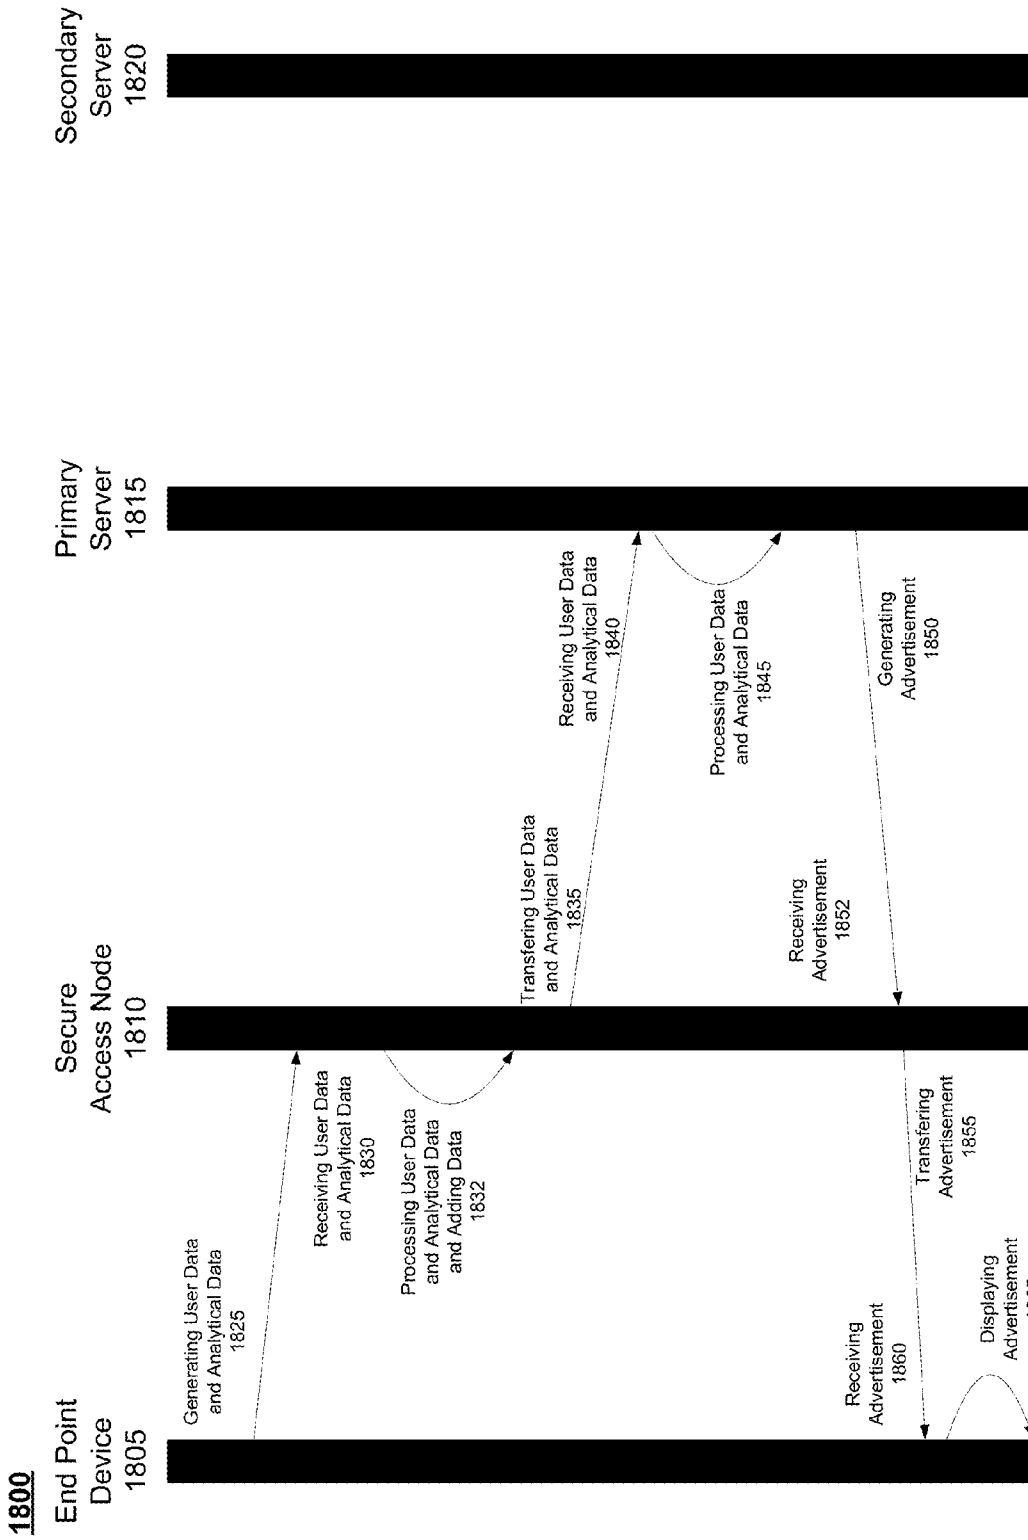 1800
End Point
Device
1805
Secure
Access Node
1810
Primary
Server
1815
Secondary
Server
1820
Generating User Data
and Analytical Data
1825
Receiving User Data
and Analytical Data
1830
Processing User Data
and Analytical Data
and Adding Data
1832
Transfering User Data
and Analytical Data
1835
Receiving User Data
and Analytical Data
1840
Processing User Data
and Analytical Data
1845
Generating
Advertisement
1850
Receiving
Advertisement
1852
Transfering
Advertisement
1855
Receiving
Advertisement
1860
Displaying
Advertisement